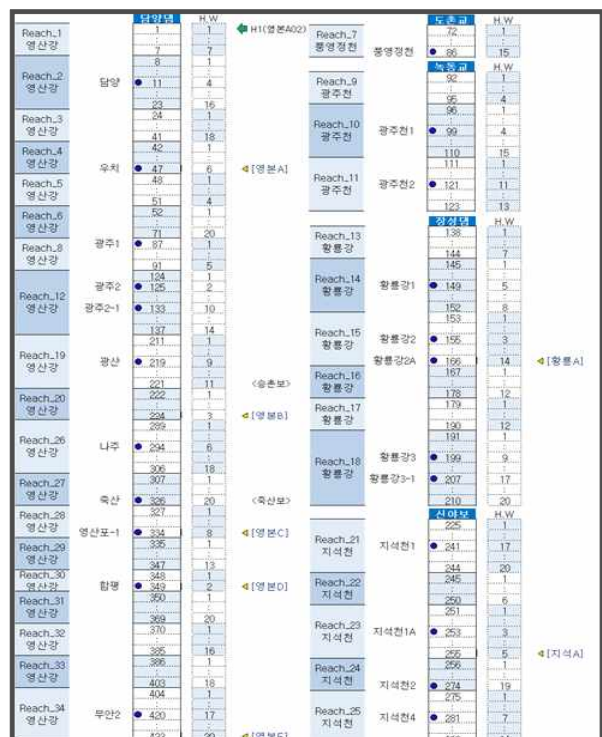 담양댐 H.W
Reach_1 영산강 1 1 H1(영본A02)
7 7
Reach_2 영산강 8 1
담양 11 4
23 16
Reach_3 영산강 24 1
41 18
Reach_4 영산강 42 1
우치 47 6 [영본A]
Reach_5 영산강 48 1
51 4
Reach_6 영산강 52 1
71 20
Reach_8 영산강 광주1 87 1
91 5
Reach_12 영산강 124 1
광주2 125 2
광주2-1 133 10
137 14
Reach_19 영산강 211 1
광산 219 9
221 11 <승촌보>
Reach_20 영산강 222 1
224 3 [영본B]
Reach_26 영산강 289 1
나주 294 6
306 18
Reach_27 영산강 307 1
죽산 326 20 <죽산보>
Reach_28 영산강 327 1
영산포-1 334 8 [영본C]
Reach_29 영산강 335 1
347 13
Reach_30 영산강 348 1
함평 349 2 [영본D]
Reach_31 영산강 350 1
369 20
Reach_32 영산강 370 1
385 16
Reach_33 영산강 386 1
403 18
Reach_34 영산강 404 1
무안2 420 17
도촌교 H.W
Reach_7 풍영정천 72 1
풍영정천 86 15
녹동교 H.W
Reach_9 광주천 92 1
95 4
Reach_10 광주천 96 1
광주천1 99 4
110 15
Reach_11 광주천 111 1
광주천2 121 11
123 13
장성댐 H.W
Reach_13 황룡강 138 1
144 7
Reach_14 황룡강 145 1
황룡강1 149 5
152 8
Reach_15 황룡강 153 1
황룡강2 155 3
황룡강2A 166 14 [황룡A]
Reach_16 황룡강 167 1
178 12
Reach_17 황룡강 179 1
190 12
Reach_18 황룡강 191 1
황룡강3 199 9
황룡강3-1 207 17
210 20
신야보 H.W
Reach_21 지석천 225 1
지석천1 241 17
244 20
Reach_22 지석천 245 1
250 6
Reach_23 지석천 251 1
지석천1A 253 3
255 5 [지석A]
Reach_24 지석천 256 1
지석천2 274 19
Reach_25 지석천 275 1
지석천4 281 7